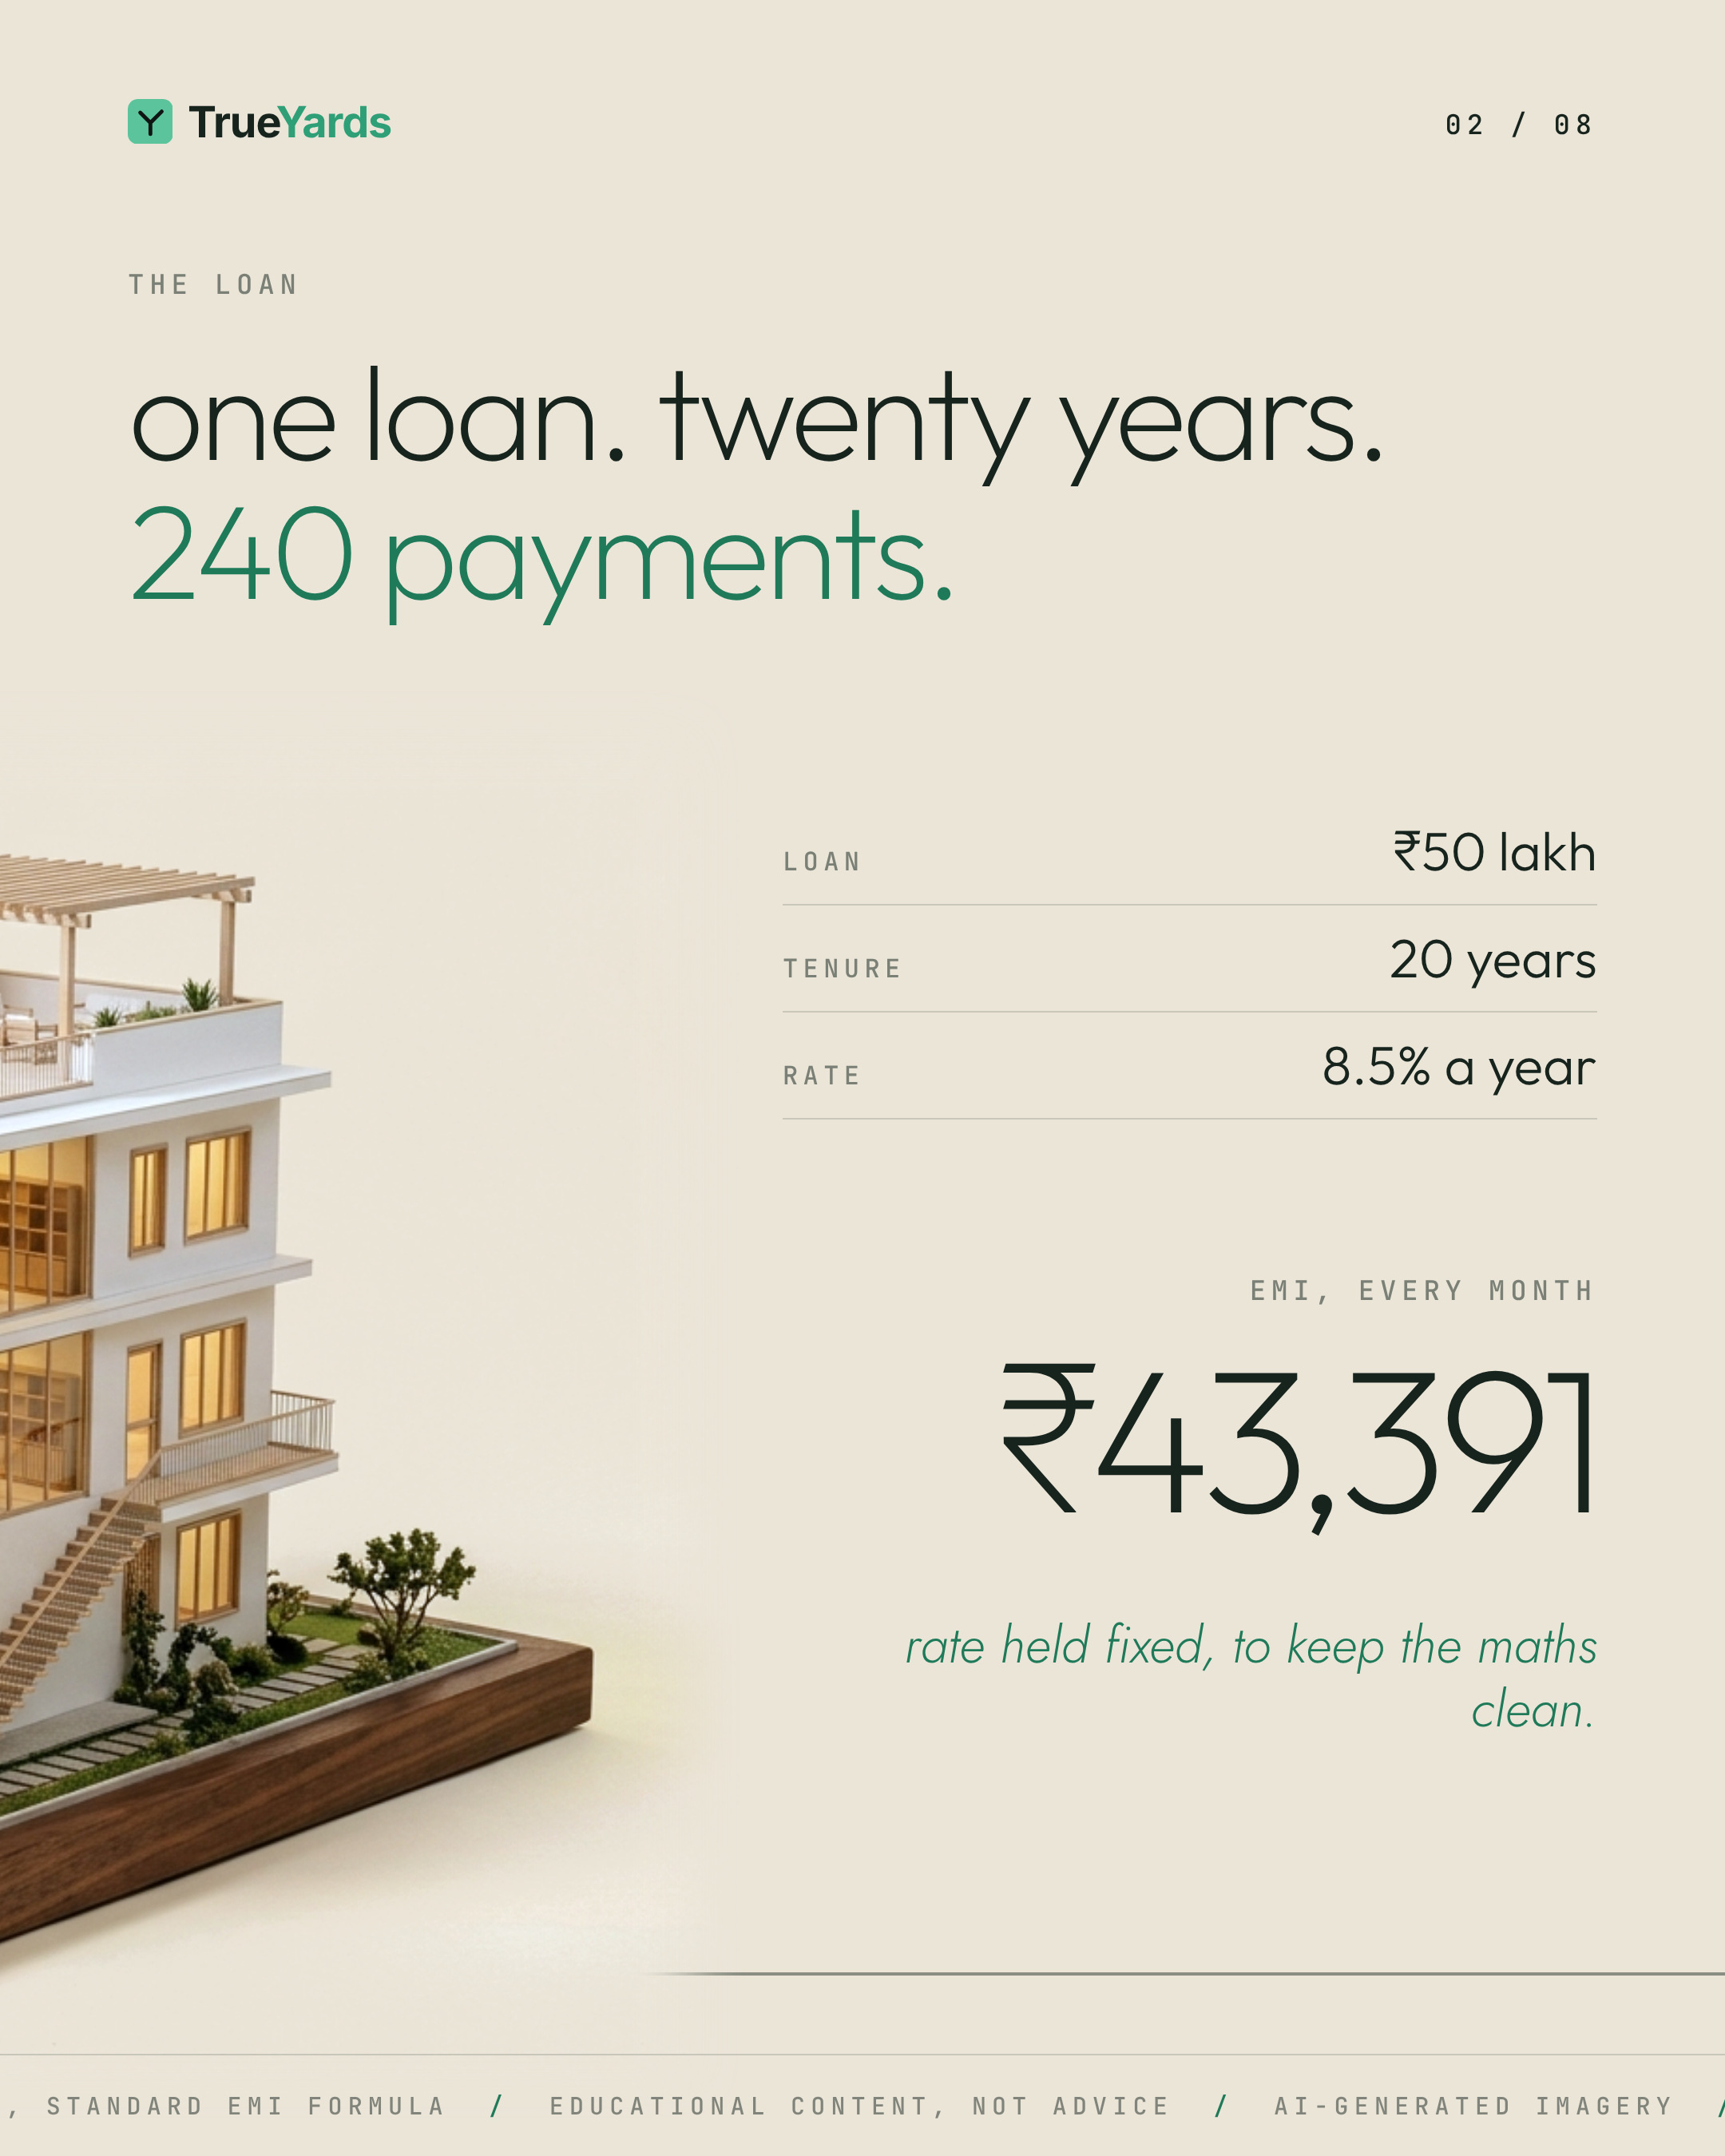 TrueYards
02 / 08
THE LOAN
one loan. twenty years.
240 payments.
LOAN ₹50 lakh
TENURE 20 years
RATE 8.5% a year
EMI, EVERY MONTH
₹43,391
rate held fixed, to keep the maths
clean.
, STANDARD EMI FORMULA / EDUCATIONAL CONTENT, NOT ADVICE / AI-GENERATED IMAGERY /